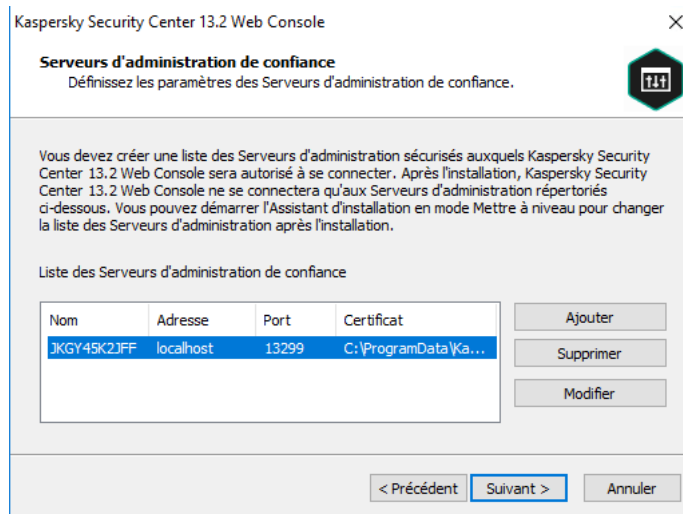 Kaspersky Security Center 13.2 Web Console
Serveurs d'administration de confiance
Définissez les paramètres des Serveurs d'administration de confiance.
Vous devez créer une liste des Serveurs d'administration sécurisés auxquels Kaspersky Security
Center 13.2 Web Console sera autorisé à se connecter. Après l'installation, Kaspersky Security
Center 13.2 Web Console ne se connectera qu'aux Serveurs d'administration répertoriés
ci-dessous. Vous pouvez démarrer l'Assistant d'installation en mode Mettre à niveau pour changer
la liste des Serveurs d'administration après l'installation.
Liste des Serveurs d'administration de confiance
Nom Adresse Port Certificat
JKGY45K2JFF localhost 13299 C:\ProgramData\Ka...
Ajouter
Supprimer
Modifier
< Précédent Suivant > Annuler